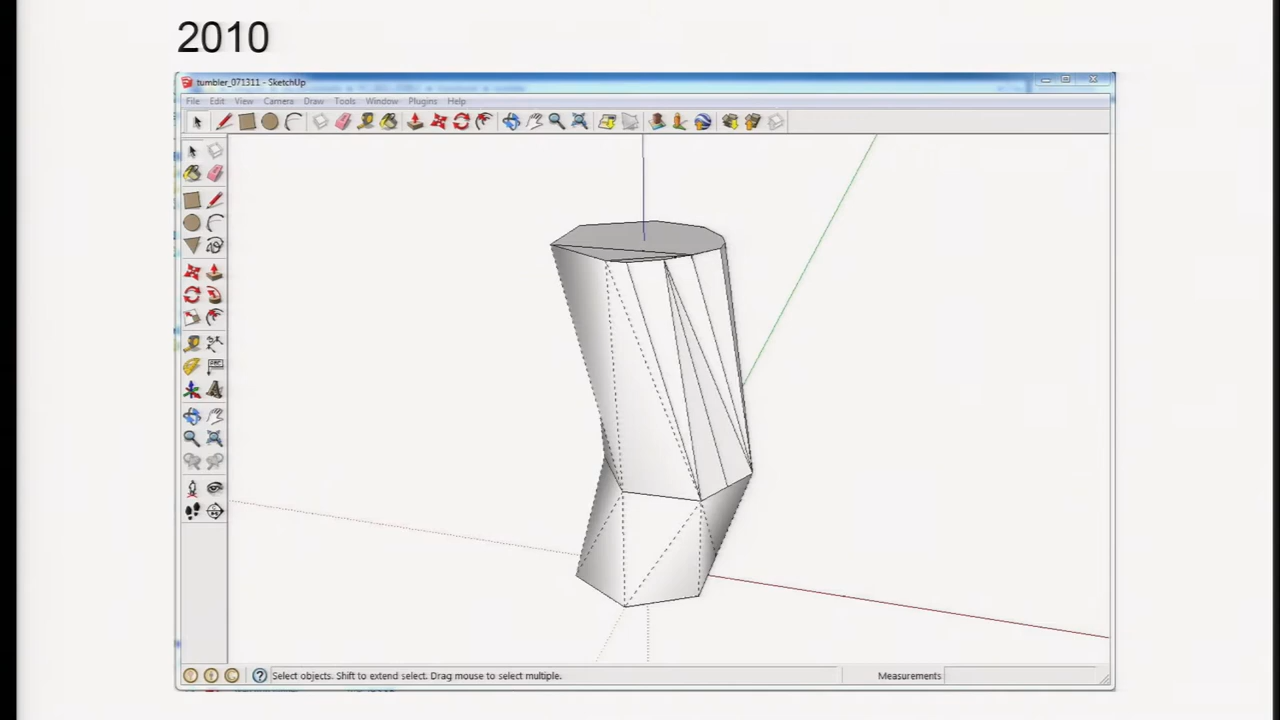 2010
tumbler_071311 - SketchUp
File Edit View Camera Draw Tools Window Plugins Help
Select objects. Shift to extend select. Drag mouse to select multiple.
Measurements